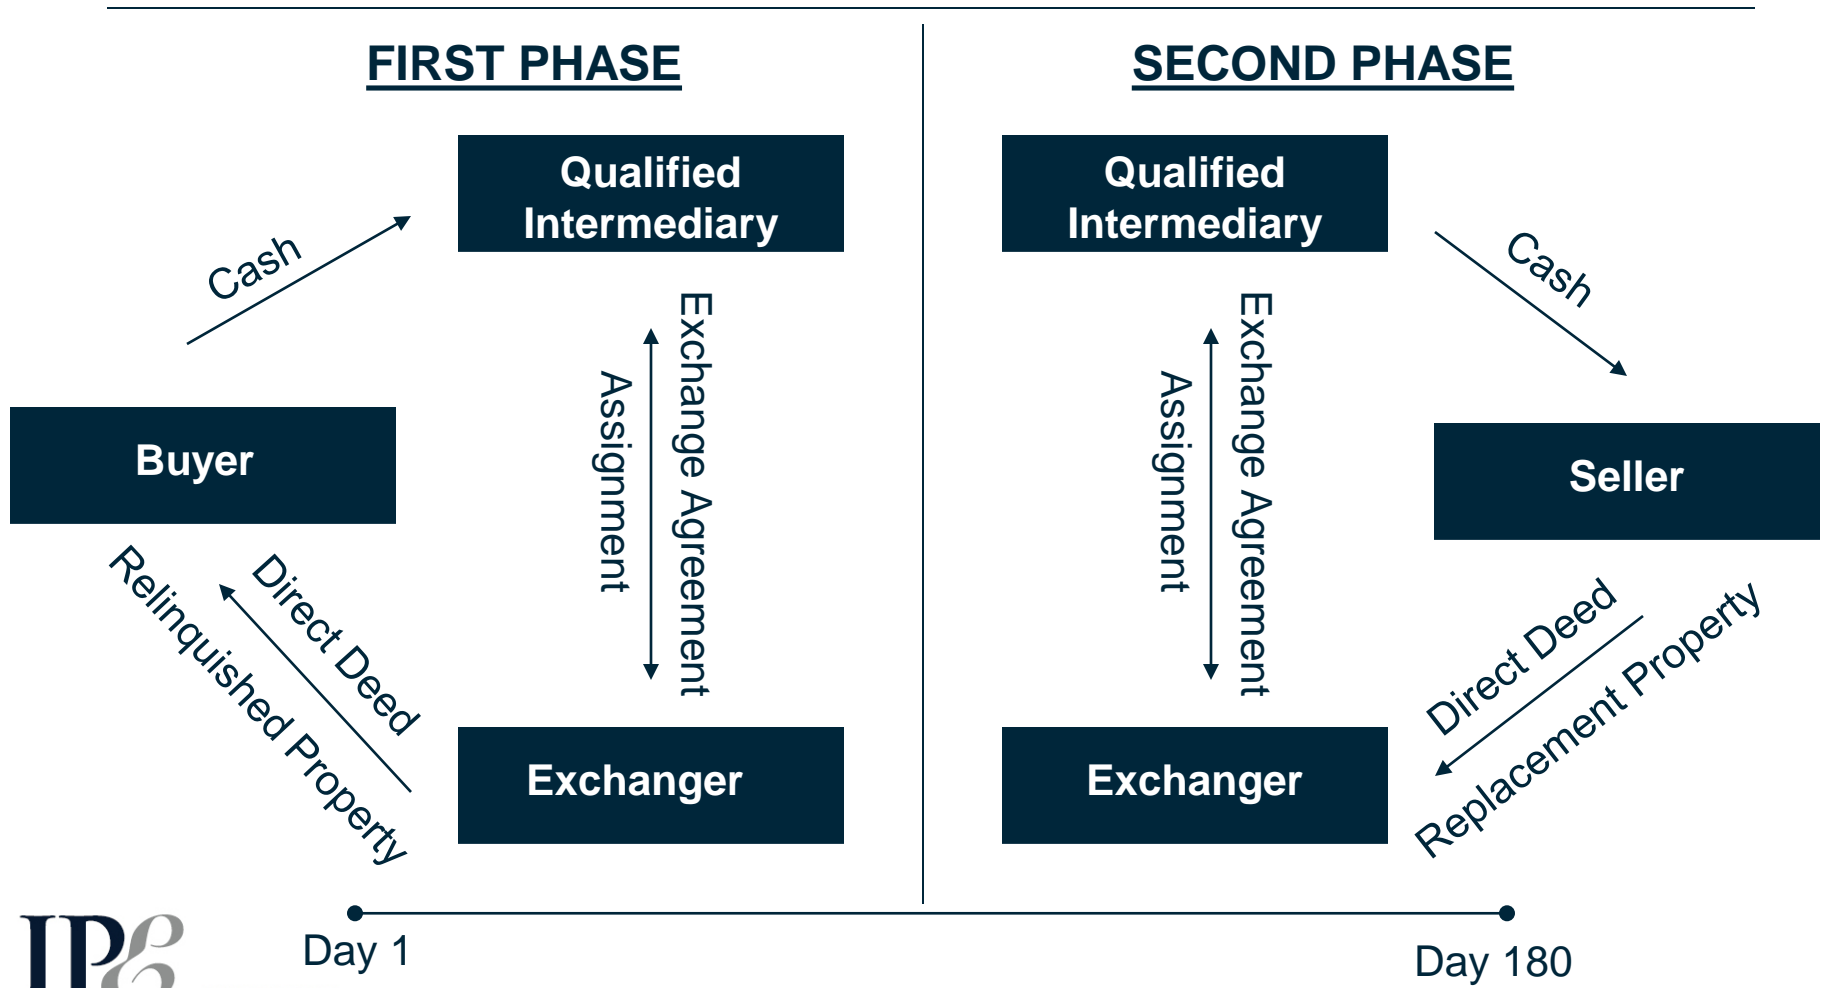 FIRST PHASE
Qualified
Intermediary
Cash
Exchange Agreement
Assignment
Buyer
Direct Deed
Relinquished Property
Exchanger
SECOND PHASE
Qualified
Intermediary
Cash
Exchange Agreement
Assignment
Seller
Direct Deed
Replacement Property
Exchanger
Day 1
Day 180
IPE